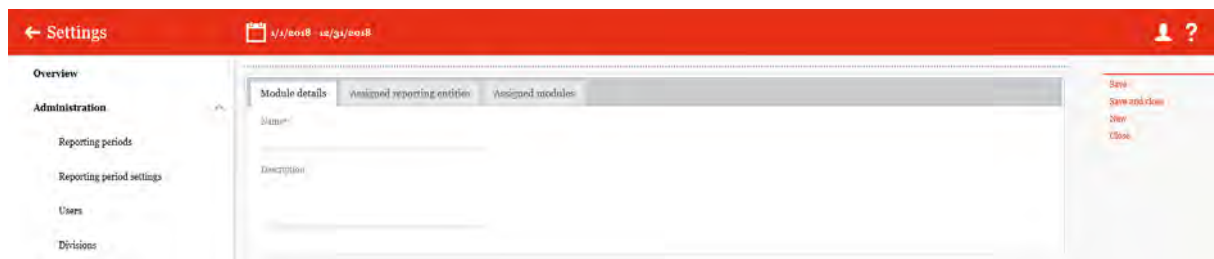 ← Settings
1/1/2018 - 12/31/2018
?
Overview
Administration
Reporting periods
Reporting period settings
Users
Divisions
Module details
Assigned reporting entities
Assigned modules
Name*
Description
Save
Save and close
New
Close